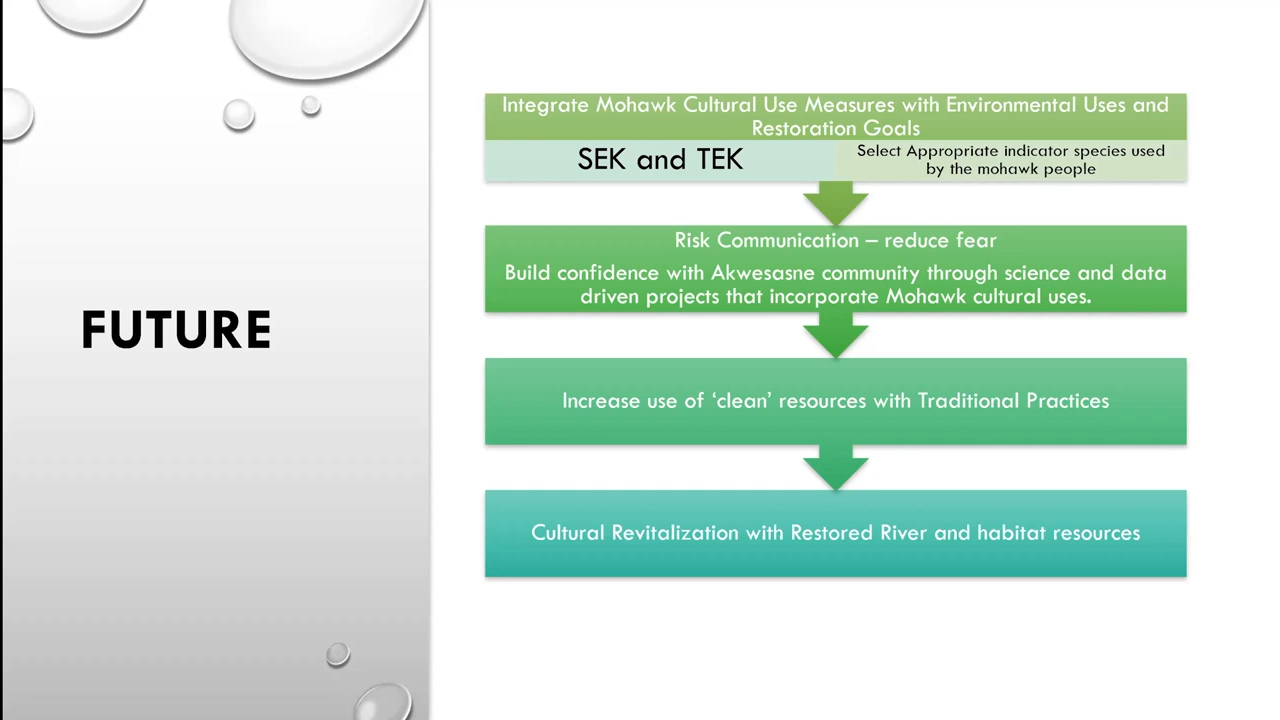 FUTURE
Integrate Mohawk Cultural Use Measures with Environmental Uses and
Restoration Goals
SEK and TEK
Select Appropriate indicator species used
by the mohawk people
Risk Communication – reduce fear
Build confidence with Akwesasne community through science and data
driven projects that incorporate Mohawk cultural uses.
Increase use of ‘clean’ resources with Traditional Practices
Cultural Revitalization with Restored River and habitat resources